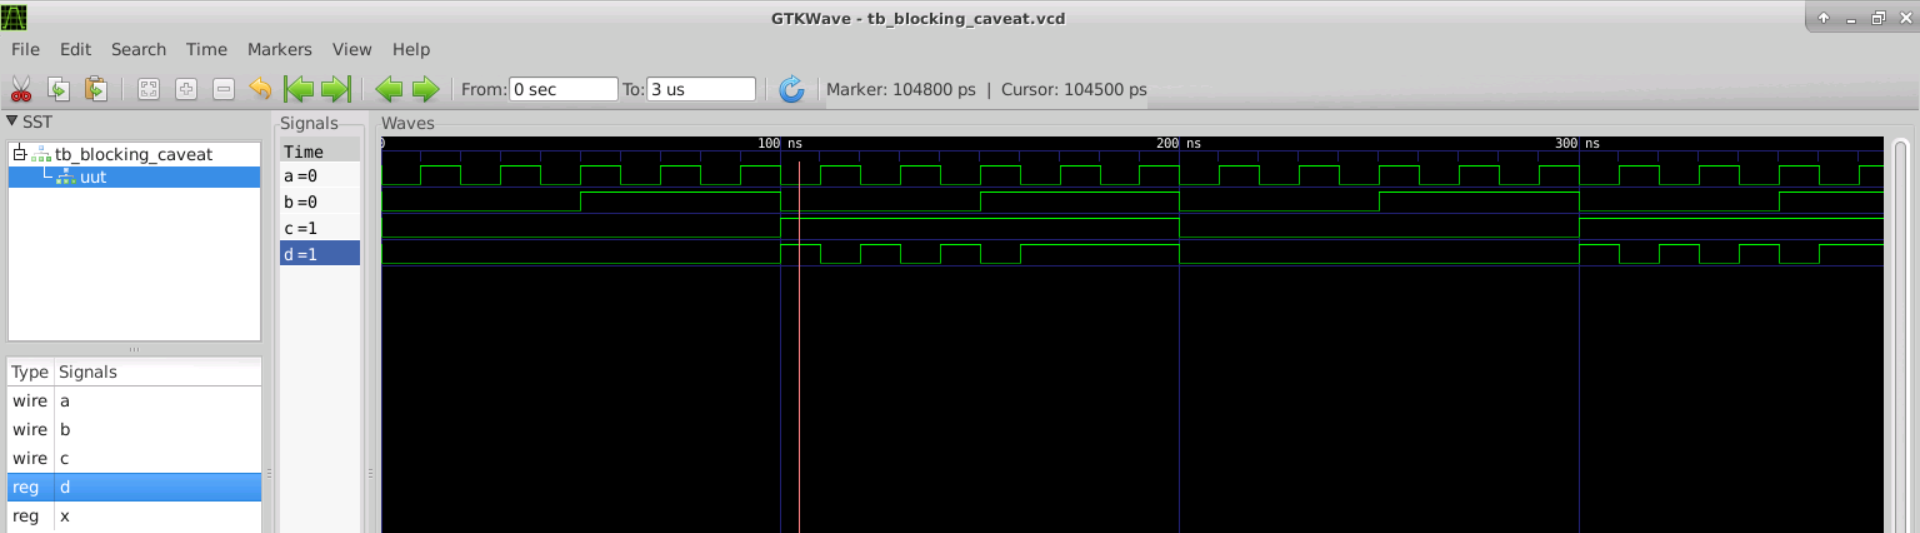 GTKWave - tb_blocking_caveat.vcd
File Edit Search Time Markers View Help
From: 0 sec To: 3 us Marker: 104800 ps | Cursor: 104500 ps
SST
tb_blocking_caveat
uut
Type Signals
wire a
wire b
wire c
reg d
reg x
Signals
Time
a =0
b =0
c =1
d =1
Waves
0 100 ns 200 ns 300 ns